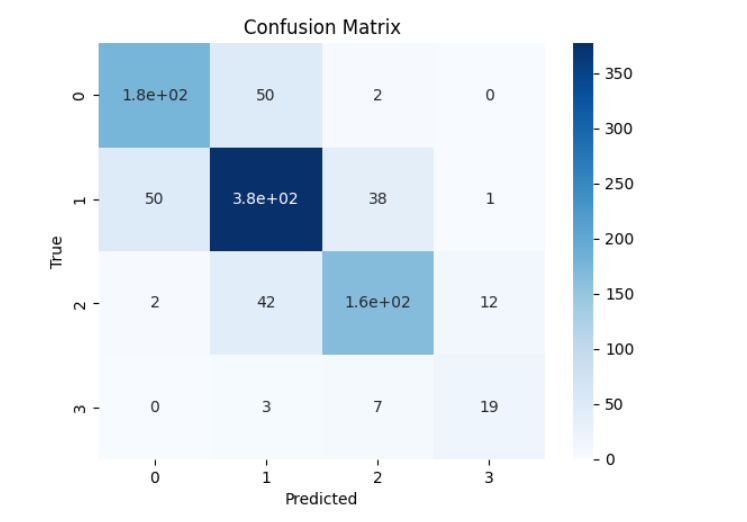 Confusion Matrix
0 1.8e+02 50 2 0
1 50 3.8e+02 38 1
2 2 42 1.6e+02 12
3 0 3 7 19
0 1 2 3
Predicted
True
350
300
250
200
150
100
50
0